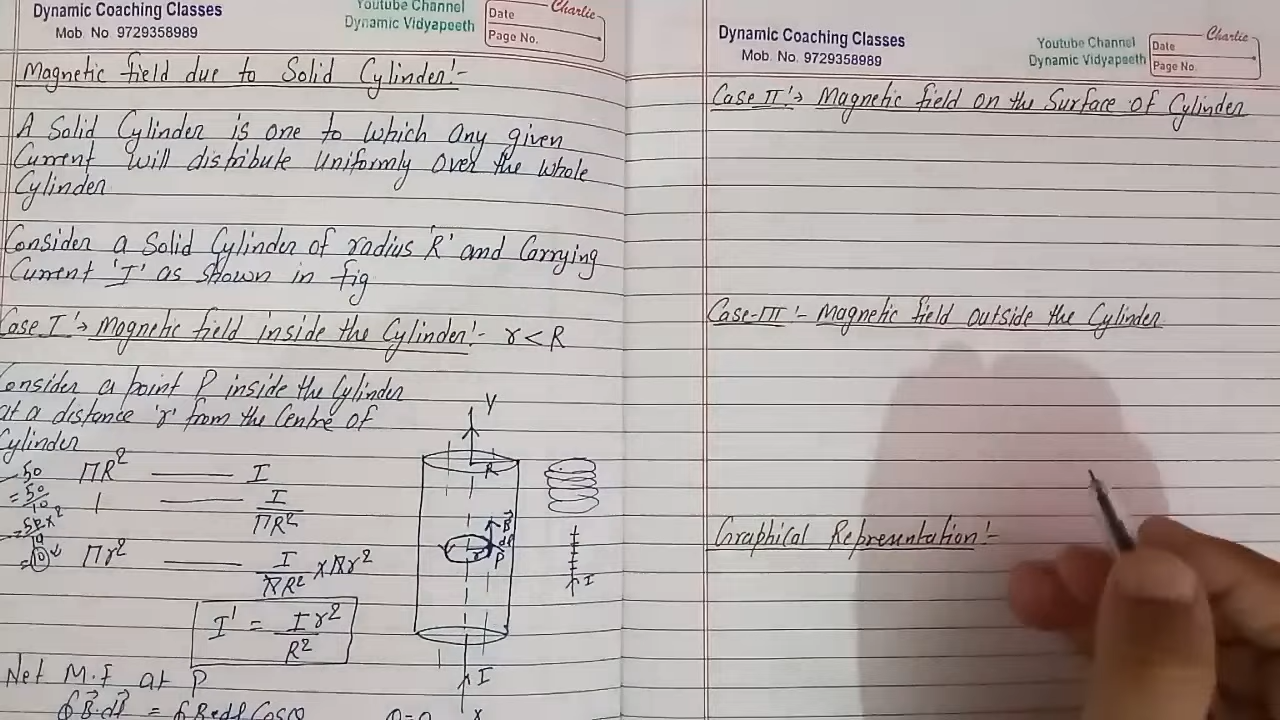 Dynamic Coaching Classes
Mob. No. 9729358989
Youtube Channel
Dynamic Vidyapeeth
Charlie
Date
Page No.
Magnetic field due to Solid Cylinder:-
A Solid Cylinder is one to which any given
Current will distribute Uniformly over the whole
Cylinder
Consider a Solid Cylinder of radius 'R' and Carrying
Current 'I' as shown in fig
Case I:→ Magnetic field inside the Cylinder:- r < R
Consider a point P inside the Cylinder
at a distance 'r' from the Centre of
Cylinder
πR² —— I
1 —— I/πR²
πr² —— I/πR² × πr²
I' = Ir²/R²
Net M.F at P
∮B⃗.dl⃗ = ∮B dl Cosθ θ=0
Y
R
B⃗
dl
P
I
X
I
Dynamic Coaching Classes
Mob. No. 9729358989
Youtube Channel
Dynamic Vidyapeeth
Charlie
Date
Page No.
Case II:→ Magnetic field on the Surface of Cylinder
Case-III:- Magnetic field outside the Cylinder
Graphical Representation:-